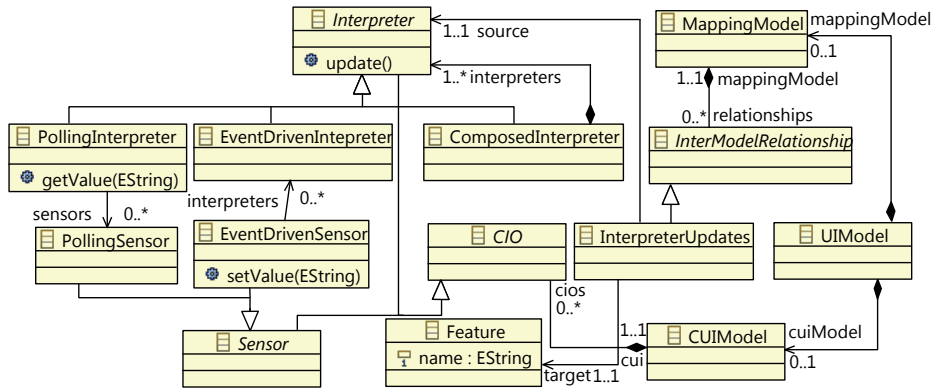 Interpreter
update()
1..1 source
1..* interpreters
MappingModel
mappingModel
0..1
1..1
mappingModel
0..* relationships
PollingInterpreter
getValue(EString)
EventDrivenIntepreter
ComposedInterpreter
InterModelRelationship
sensors 0..*
interpreters 0..*
PollingSensor
EventDrivenSensor
setValue(EString)
CIO
InterpreterUpdates
UIModel
cios
0..*
Sensor
Feature
name : EString
1..1
cui
CUIModel
cuiModel
0..1
target 1..1